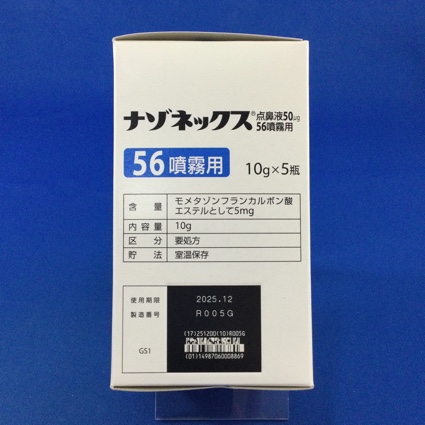 ナゾネックス®点鼻液50μg
56噴霧用
56噴霧用 10g×5瓶
含量 モメタゾンフランカルボン酸
エステルとして5mg
内容量 10g
区分 要処方
貯法 室温保存
使用期限 2025.12
製造番号 R005G
(17)251200(10)R005G
GS1
(01)14987060008869